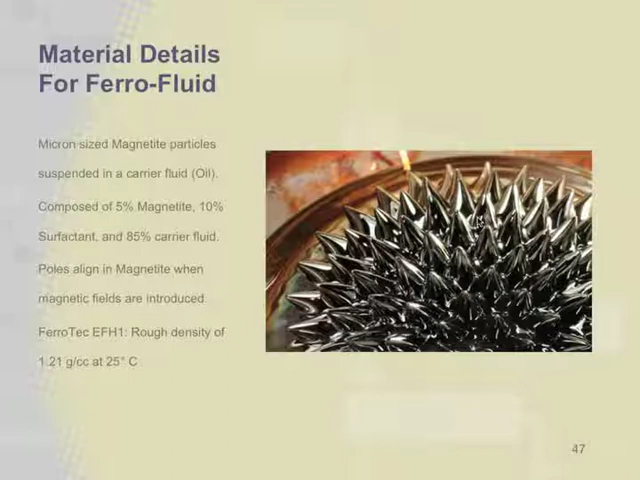 Material Details
For Ferro-Fluid
Micron sized Magnetite particles
suspended in a carrier fluid (Oil).
Composed of 5% Magnetite, 10%
Surfactant, and 85% carrier fluid.
Poles align in Magnetite when
magnetic fields are introduced
FerroTec EFH1: Rough density of
1.21 g/cc at 25° C
47